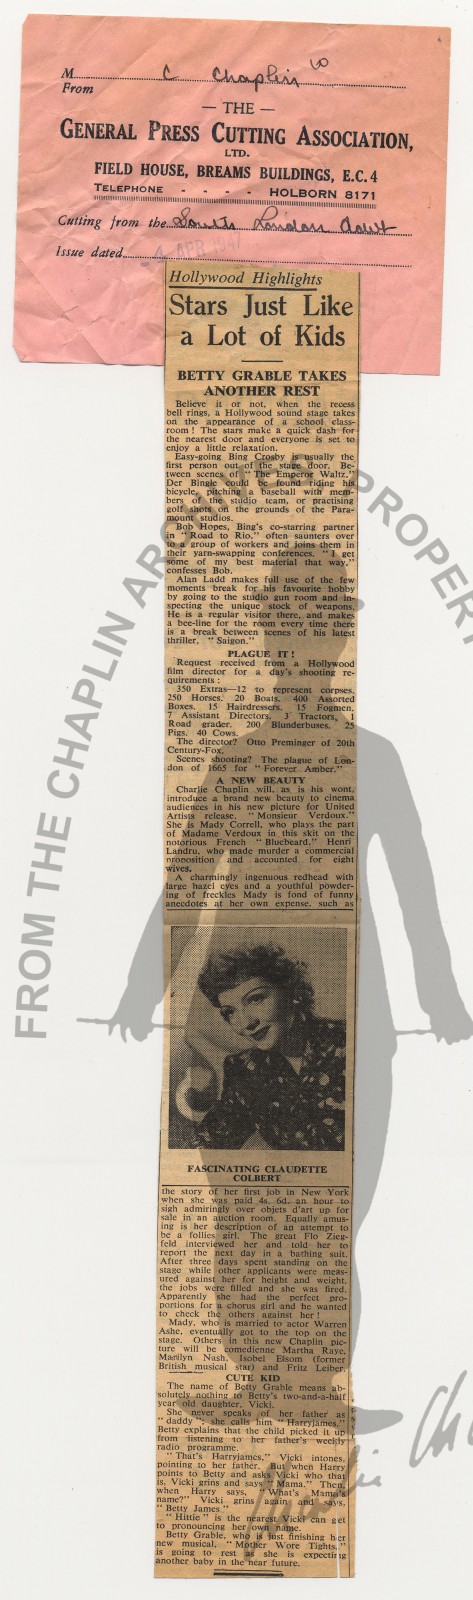 M C Chaplin
From
— THE —
GENERAL PRESS CUTTING ASSOCIATION,
LTD.
FIELD HOUSE, BREAMS BUILDINGS, E.C.4
TELEPHONE - - - - HOLBORN 8171
Cutting from the South London Advt
Issue dated 4 APR 1947
Hollywood Highlights
Stars Just Like
a Lot of Kids
BETTY GRABLE TAKES
ANOTHER REST
Believe it or not, when the recess
bell rings, a Hollywood sound stage takes
on the appearance of a school class-
room! The stars make a quick dash for
the nearest door and everyone is set to
enjoy a little relaxation.
Easy-going Bing Crosby is usually the
first person out of the stage door. Be-
tween scenes of "The Emperor Waltz,"
Der Bingle could be found riding his
bicycle, pitching a baseball with mem-
bers of the studio team, or practising
golf shots on the grounds of the Para-
mount studios.
Bob Hopes, Bing's co-starring partner
in "Road to Rio," often saunters over
to a group of workers and joins them in
their yarn-swapping conferences. "I get
some of my best material that way,"
confesses Bob.
Alan Ladd makes full use of the few
moments break for his favourite hobby
by going to the studio gun room and in-
specting the unique stock of weapons.
He is a regular visitor there, and makes
a bee-line for the room every time there
is a break between scenes of his latest
thriller, "Saigon."
PLAGUE IT!
Request received from a Hollywood
film director for a day's shooting re-
quirements:
350 Extras—12 to represent corpses.
250 Horses. 20 Boats. 400 Assorted
Boxes. 15 Hairdressers. 15 Fogmen.
7 Assistant Directors. 3 Tractors, 1
Road grader. 200 Blunderbuses. 25
Pigs. 40 Cows.
The director? Otto Preminger of 20th
Century-Fox.
Scenes shooting? The plague of Lon-
don of 1665 for "Forever Amber."
A NEW BEAUTY
Charlie Chaplin will, as is his wont,
introduce a brand new beauty to cinema
audiences in his new picture for United
Artists release, "Monsieur Verdoux."
She is Mady Correll, who plays the part
of Madame Verdoux in this skit on the
notorious French "Bluebeard," Henri
Landru, who made murder a commercial
proposition and accounted for eight
wives.
A charmingly ingenuous redhead with
large hazel eyes and a youthful powder-
ing of freckles Mady is fond of funny
anecdotes at her own expense, such as
FASCINATING CLAUDETTE
COLBERT
the story of her first job in New York
when she was paid 4s. 6d. an hour to
sigh admiringly over objets d'art up for
sale in an auction room. Equally amus-
ing is her description of an attempt to
be a follies girl. The great Flo Zieg-
feld interviewed her and told her to
report the next day in a bathing suit.
After three days spent standing on the
stage while other applicants were meas-
ured against her for height and weight,
the jobs were filled and she was fired.
Apparently she had the perfect pro-
portions for a chorus girl and he wanted
to check the others against her!
Mady, who is married to actor Warren
Ashe, eventually got to the top on the
stage. Others in this new Chaplin pic-
ture will be comedienne Martha Raye,
Marilyn Nash, Isobel Elsom (former
British musical star) and Fritz Leiber.
CUTE KID
The name of Betty Grable means ab-
solutely nothing to Betty's two-and-a-half
year old daughter, Vicki.
She never speaks of her father as
"daddy"; she calls him "Harryjames."
Betty explains that the child picked it up
from listening to her father's weekly
radio programme.
"That's Harryjames," Vicki intones,
pointing to her father. But when Harry
points to Betty and asks Vicki who that
is, Vicki grins and says "Mama." Then,
when Harry says, "What's Mama's
name?" Vicki grins again and says,
"Betty James."
"Hittie" is the nearest Vicki can get
to pronouncing her own name.
Betty Grable, who is just finishing her
new musical, "Mother Wore Tights,"
is going to rest as she is expecting
another baby in the near future.
FROM THE CHAPLIN ARCHIVES PROPERTY
Charlie Cha